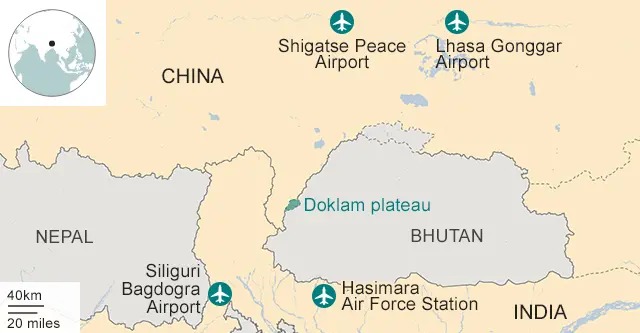 Shigatse Peace
Airport
Lhasa Gonggar
Airport
CHINA
Doklam plateau
NEPAL
BHUTAN
Siliguri
Bagdogra
Airport
Hasimara
Air Force Station
INDIA
40km
20 miles